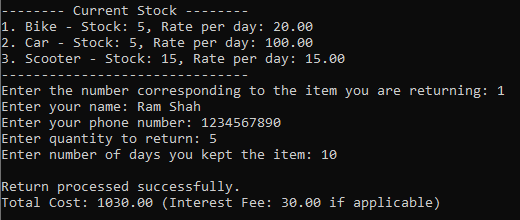 -------- Current Stock --------
1. Bike - Stock: 5, Rate per day: 20.00
2. Car - Stock: 5, Rate per day: 100.00
3. Scooter - Stock: 15, Rate per day: 15.00
-------------------------------
Enter the number corresponding to the item you are returning: 1
Enter your name: Ram Shah
Enter your phone number: 1234567890
Enter quantity to return: 5
Enter number of days you kept the item: 10

Return processed successfully.
Total Cost: 1030.00 (Interest Fee: 30.00 if applicable)